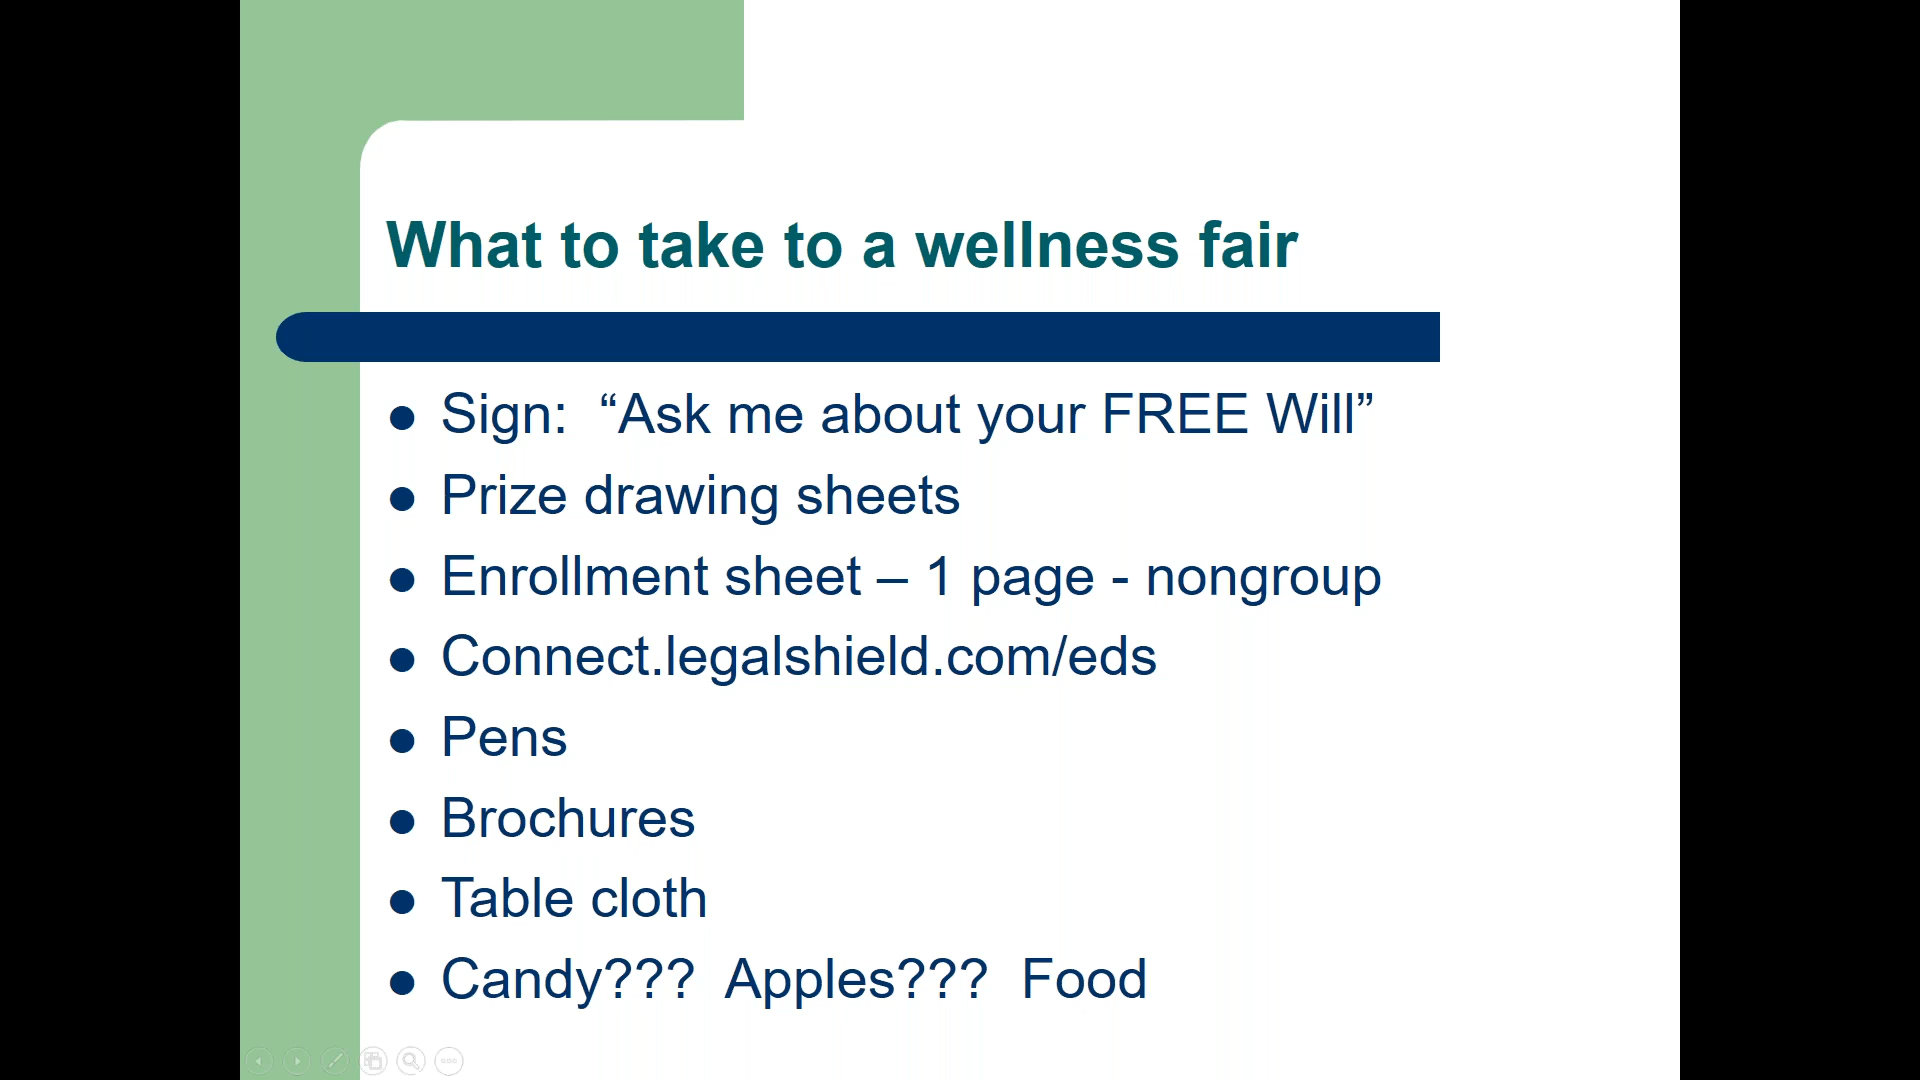 What to take to a wellness fair
Sign:  “Ask me about your FREE Will”
Prize drawing sheets
Enrollment sheet – 1 page - nongroup
Connect.legalshield.com/eds
Pens
Brochures
Table cloth
Candy???  Apples???  Food